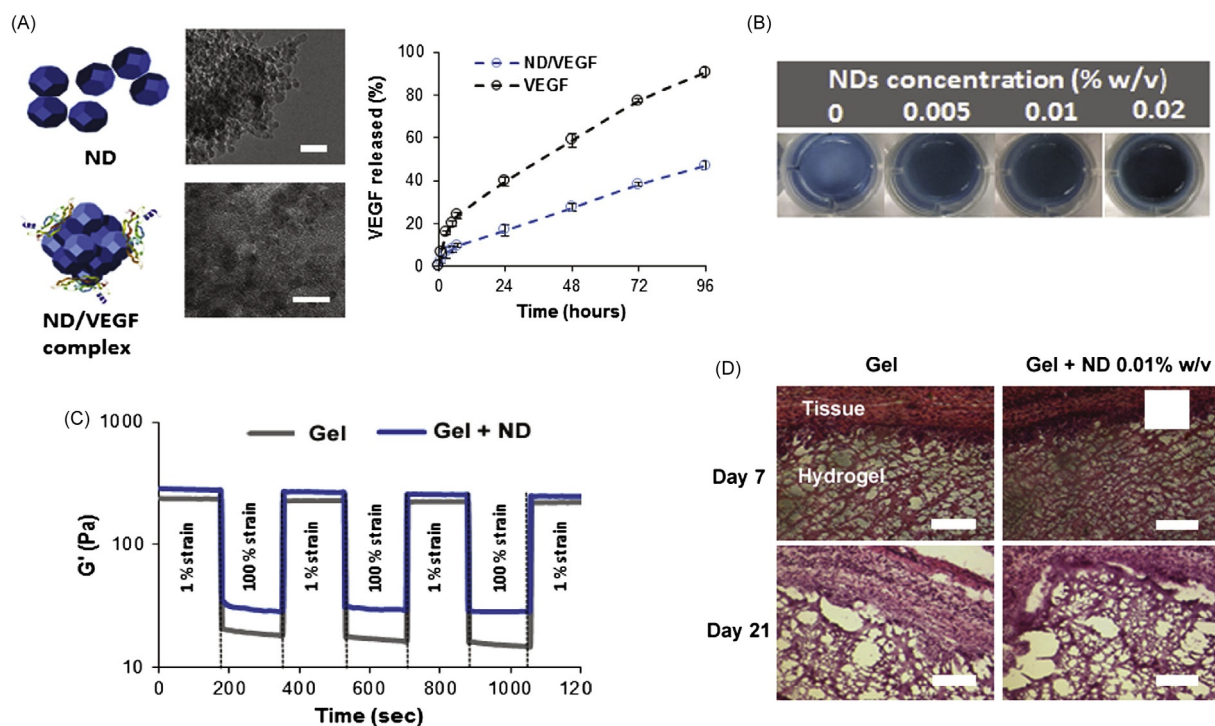 (A)
ND
ND/VEGF
complex
VEGF released (%)
100
80
60
40
20
0
ND/VEGF
VEGF
0 24 48 72 96
Time (hours)
(B)
NDs concentration (% w/v)
0 0.005 0.01 0.02
(C)
G' (Pa)
1000
100
10
Gel Gel + ND
1 % strain
100 % strain
1 % strain
100 % strain
1 % strain
100 % strain
1 % strain
0 200 400 600 800 1000 120
Time (sec)
(D)
Gel Gel + ND 0.01% w/v
Day 7
Tissue
Hydrogel
Day 21